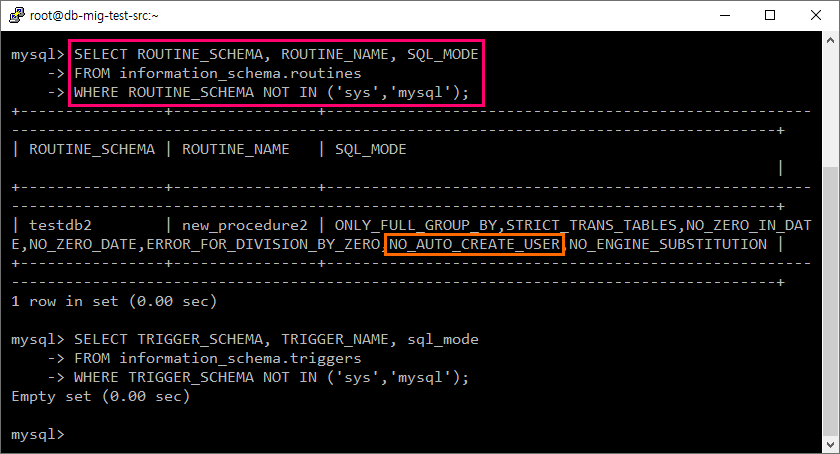 root@db-mig-test-src:~
mysql> SELECT ROUTINE_SCHEMA, ROUTINE_NAME, SQL_MODE
    -> FROM information_schema.routines
    -> WHERE ROUTINE_SCHEMA NOT IN ('sys','mysql');
+----------------+----------------+-----------------------------------------------
-------------------------------------------------------------------------------+
| ROUTINE_SCHEMA | ROUTINE_NAME   | SQL_MODE
                                                                               |
+----------------+----------------+-----------------------------------------------
-------------------------------------------------------------------------------+
| testdb2        | new_procedure2 | ONLY_FULL_GROUP_BY,STRICT_TRANS_TABLES,NO_ZERO_IN_DAT
E,NO_ZERO_DATE,ERROR_FOR_DIVISION_BY_ZERO,NO_AUTO_CREATE_USER,NO_ENGINE_SUBSTITUTION |
+----------------+----------------+-----------------------------------------------
-------------------------------------------------------------------------------+
1 row in set (0.00 sec)
mysql> SELECT TRIGGER_SCHEMA, TRIGGER_NAME, sql_mode
    -> FROM information_schema.triggers
    -> WHERE TRIGGER_SCHEMA NOT IN ('sys','mysql');
Empty set (0.00 sec)
mysql>